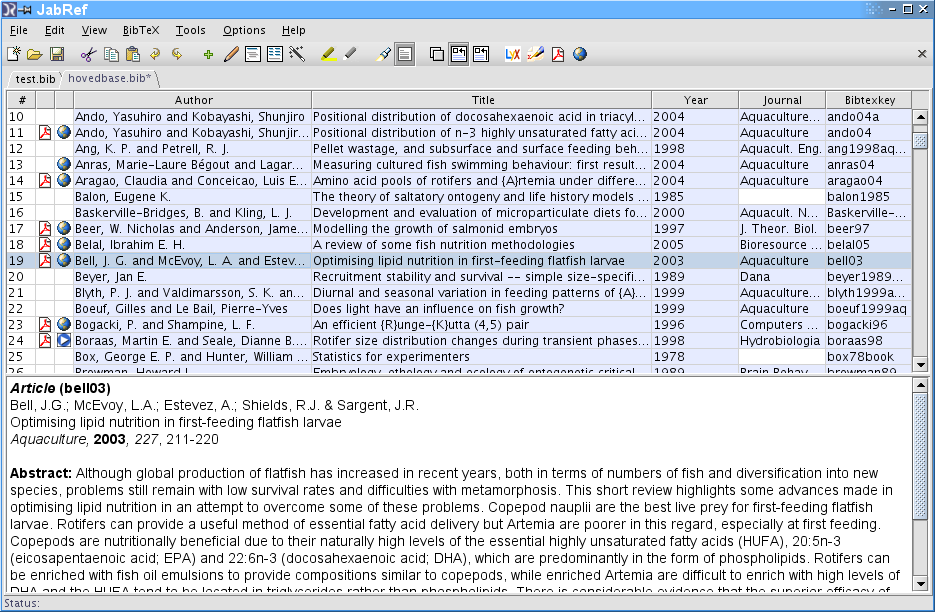 JabRef
File Edit View BibTeX Tools Options Help
test.bib hovedbase.bib*
# Author Title Year Journal Bibtexkey
10 Ando, Yasuhiro and Kobayashi, Shunjiro Positional distribution of docosahexaenoic acid in triacyl... 2004 Aquaculture... ando04a
11 Ando, Yasuhiro and Kobayashi, Shunjir... Positional distribution of n-3 highly unsaturated fatty aci... 2004 Aquaculture ando04
12 Ang, K. P. and Petrell, R. J. Pellet wastage, and subsurface and surface feeding beh... 1998 Aquacult. Eng. ang1998aq...
13 Anras, Marie-Laure Bégout and Lagar... Measuring cultured fish swimming behaviour: first result... 2004 Aquaculture anras04
14 Aragao, Claudia and Conceicao, Luis E... Amino acid pools of rotifers and {A}rtemia under differe... 2004 Aquaculture aragao04
15 Balon, Eugene K. The theory of saltatory ontogeny and life history models ... 1985 balon1985
16 Baskerville-Bridges, B. and Kling, L. J. Development and evaluation of microparticulate diets fo... 2000 Aquacult. N... Baskerville-...
17 Beer, W. Nicholas and Anderson, Jame... Modelling the growth of salmonid embryos 1997 J. Theor. Biol. beer97
18 Belal, Ibrahim E. H. A review of some fish nutrition methodologies 2005 Bioresource ... belal05
19 Bell, J. G. and McEvoy, L. A. and Estev... Optimising lipid nutrition in first-feeding flatfish larvae 2003 Aquaculture bell03
20 Beyer, Jan E. Recruitment stability and survival -- simple size-specifi... 1989 Dana beyer1989...
21 Blyth, P. J. and Valdimarsson, S. K. an... Diurnal and seasonal variation in feeding patterns of {A}... 1999 Aquaculture... blyth1999a...
22 Boeuf, Gilles and Le Bail, Pierre-Yves Does light have an influence on fish growth? 1999 Aquaculture boeuf1999aq
23 Bogacki, P. and Shampine, L. F. An efficient {R}unge-{K}utta (4,5) pair 1996 Computers ... bogacki96
24 Boraas, Martin E. and Seale, Dianne B.... Rotifer size distribution changes during transient phases... 1998 Hydrobiologia boraas98
25 Box, George E. P. and Hunter, William ... Statistics for experimenters 1978 box78book
26 Browman, Howard I. Embryology, ethology and ecology of ontogenetic critical... 1989 Brain Behav... browman89
Article (bell03)
Bell, J.G.; McEvoy, L.A.; Estevez, A.; Shields, R.J. & Sargent, J.R.
Optimising lipid nutrition in first-feeding flatfish larvae
Aquaculture, 2003, 227, 211-220
Abstract: Although global production of flatfish has increased in recent years, both in terms of numbers of fish and diversification into new
species, problems still remain with low survival rates and difficulties with metamorphosis. This short review highlights some advances made in
optimising lipid nutrition in an attempt to overcome some of these problems. Copepod nauplii are the best live prey for first-feeding flatfish
larvae. Rotifers can provide a useful method of essential fatty acid delivery but Artemia are poorer in this regard, especially at first feeding.
Copepods are nutritionally beneficial due to their naturally high levels of the essential highly unsaturated fatty acids (HUFA), 20:5n-3
(eicosapentaenoic acid; EPA) and 22:6n-3 (docosahexaenoic acid; DHA), which are predominantly in the form of phospholipids. Rotifers can
be enriched with fish oil emulsions to provide compositions similar to copepods, while enriched Artemia are difficult to enrich with high levels of
DHA and the HUFA tend to be located in triglycerides rather than phospholipids. There is considerable evidence that the superior efficacy of
Status: